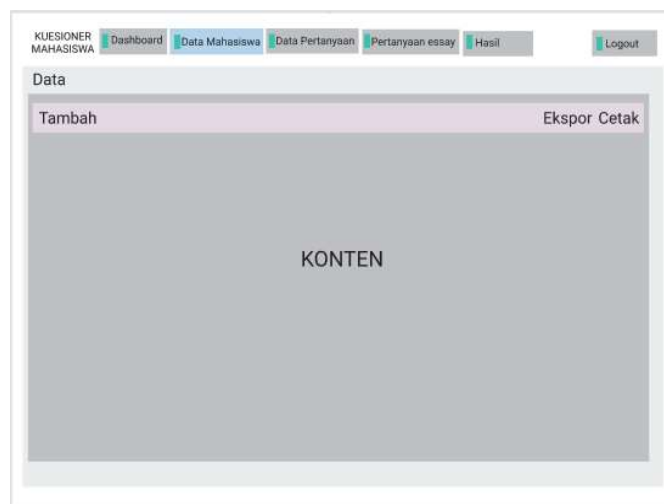 KUESIONER
MAHASISWA
Dashboard
Data Mahasiswa
Data Pertanyaan
Pertanyaan essay
Hasil
Logout
Data
Tambah
Ekspor Cetak
KONTEN